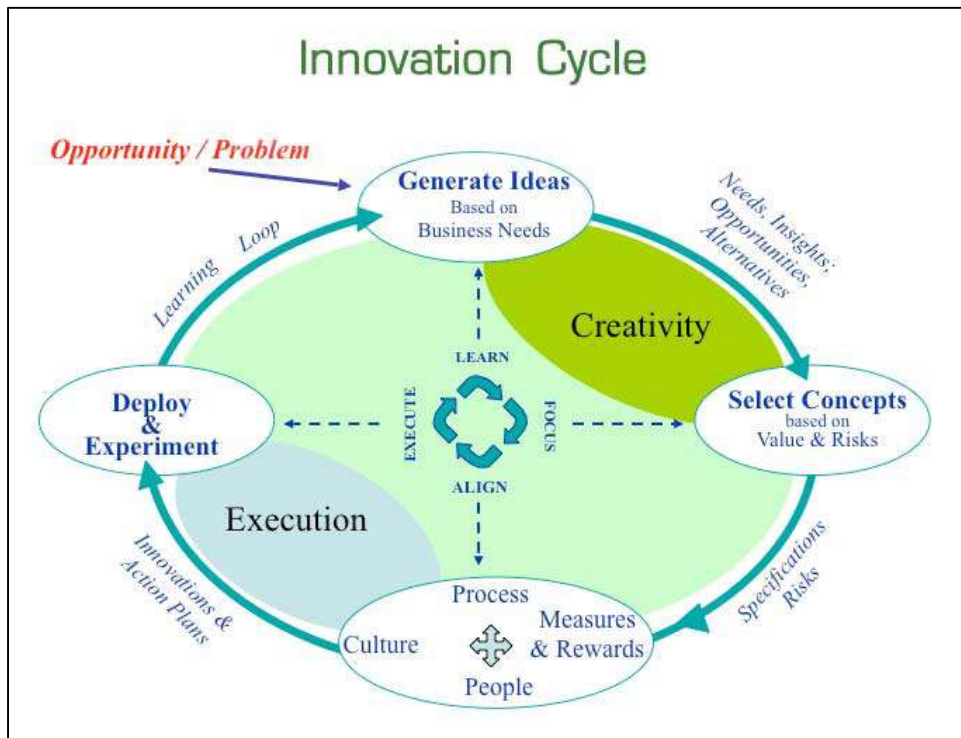 Innovation Cycle
Opportunity / Problem
Generate Ideas
Based on
Business Needs
Needs, Insights;
Opportunities,
Alternatives
Learning Loop
Creativity
LEARN
EXECUTE
FOCUS
ALIGN
Deploy
&
Experiment
Select Concepts
based on
Value & Risks
Execution
Innovations &
Action Plans
Specifications
Risks
Process
Culture
Measures
& Rewards
People